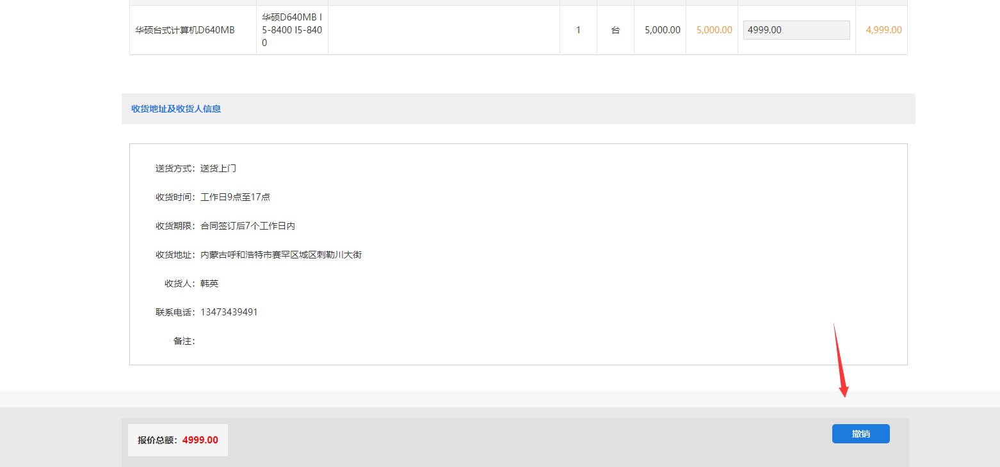 华硕台式计算机D640MB
华硕D640MB I
5-8400 I5-840
0
1
台
5,000.00
5,000.00
4999.00
4,999.00
收货地址及收货人信息
送货方式：送货上门
收货时间：工作日9点至17点
收货期限：合同签订后7个工作日内
收货地址：内蒙古呼和浩特市赛罕区城区刺勒川大街
收货人：韩英
联系电话：13473439491
备注：
报价总额：4999.00
撤销